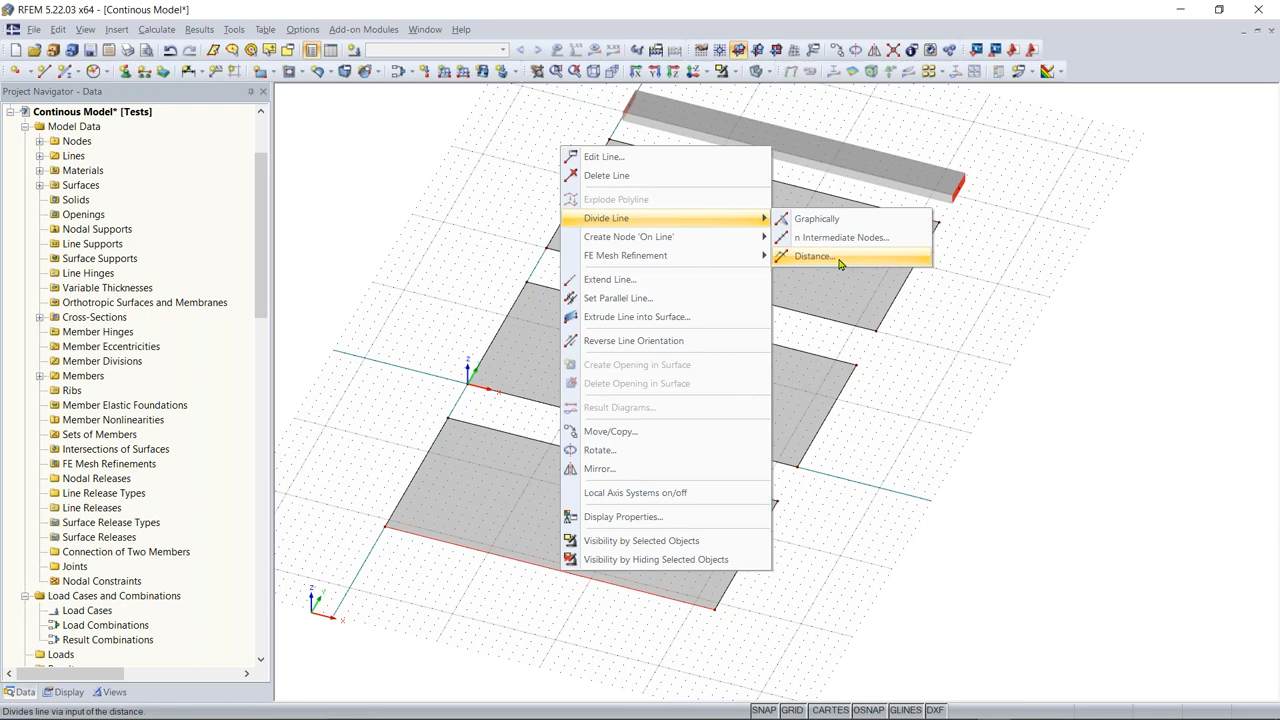 RFEM 5.22.03 x64 - [Continous Model*]
File Edit View Insert Calculate Results Tools Table Options Add-on Modules Window Help
Project Navigator - Data
Continous Model* [Tests]
Model Data
Nodes
Lines
Materials
Surfaces
Solids
Openings
Nodal Supports
Line Supports
Surface Supports
Line Hinges
Variable Thicknesses
Orthotropic Surfaces and Membranes
Cross-Sections
Member Hinges
Member Eccentricities
Member Divisions
Members
Ribs
Member Elastic Foundations
Member Nonlinearities
Sets of Members
Intersections of Surfaces
FE Mesh Refinements
Nodal Releases
Line Release Types
Line Releases
Surface Release Types
Surface Releases
Connection of Two Members
Joints
Nodal Constraints
Load Cases and Combinations
Load Cases
Load Combinations
Result Combinations
Loads
Data Display Views
Edit Line...
Delete Line
Explode Polyline
Divide Line
Create Node 'On Line'
FE Mesh Refinement
Extend Line...
Set Parallel Line...
Extrude Line into Surface...
Reverse Line Orientation
Create Opening in Surface
Delete Opening in Surface
Result Diagrams...
Move/Copy...
Rotate...
Mirror...
Local Axis Systems on/off
Display Properties...
Visibility by Selected Objects
Visibility by Hiding Selected Objects
Graphically
n Intermediate Nodes...
Distance...
Z
X
Z
Y
X
Divides line via input of the distance.
SNAP GRID CARTES OSNAP GLINES DXF